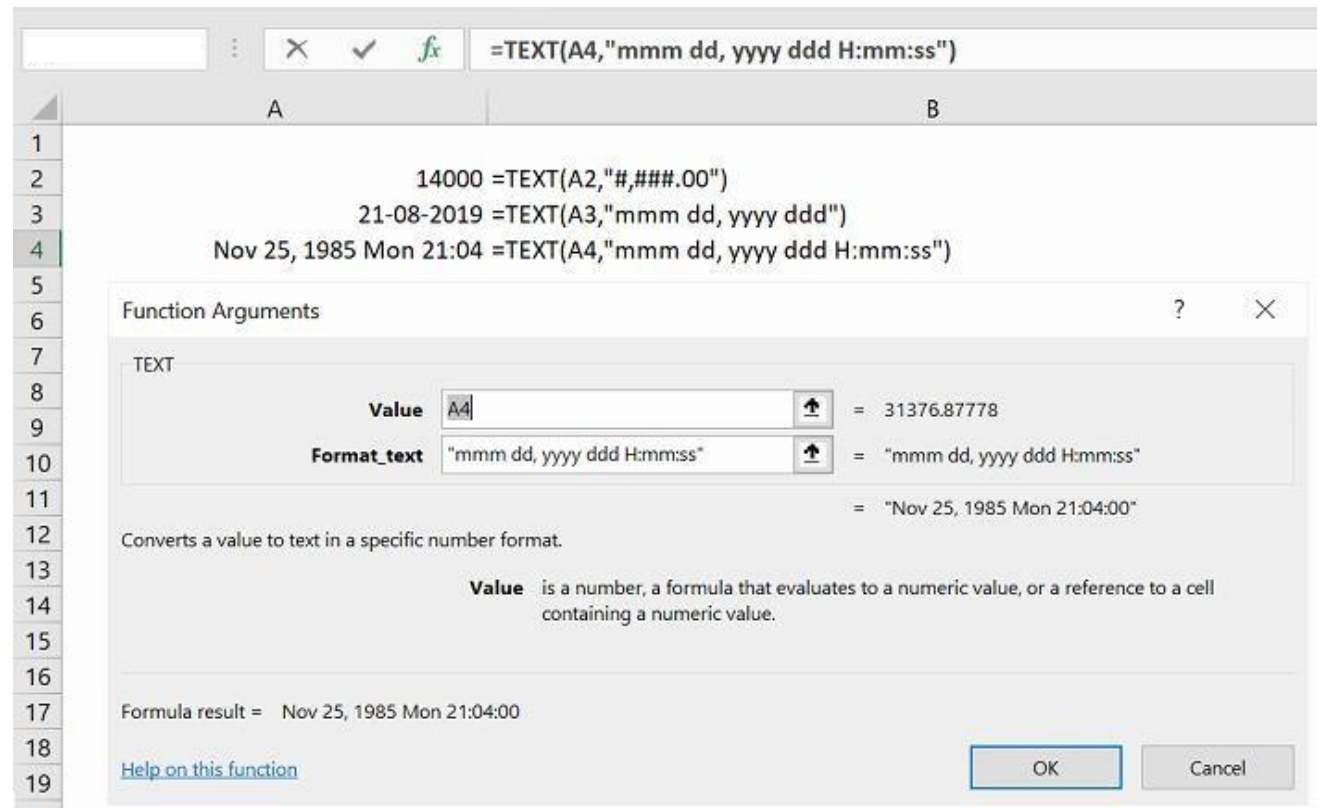 fx =TEXT(A4,"mmm dd, yyyy ddd H:mm:ss")
A B
1
2 14000 =TEXT(A2,"#,###.00")
3 21-08-2019 =TEXT(A3,"mmm dd, yyyy ddd")
4 Nov 25, 1985 Mon 21:04 =TEXT(A4,"mmm dd, yyyy ddd H:mm:ss")
5
6 Function Arguments ? ×
7 TEXT
8 Value A4 = 31376.87778
9
10 Format_text "mmm dd, yyyy ddd H:mm:ss" = "mmm dd, yyyy ddd H:mm:ss"
11 = "Nov 25, 1985 Mon 21:04:00"
12 Converts a value to text in a specific number format.
13 Value is a number, a formula that evaluates to a numeric value, or a reference to a cell
14 containing a numeric value.
15
16
17 Formula result = Nov 25, 1985 Mon 21:04:00
18
19 Help on this function OK Cancel